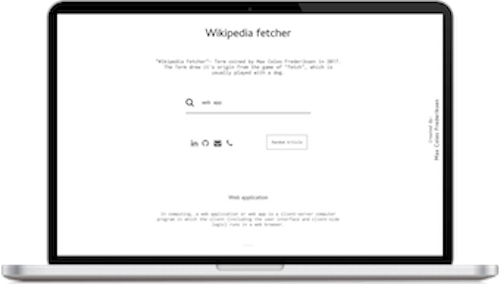 Wikipedia fetcher
"Wikipedia Fetcher"- Term coined by Max Coles Frederiksen in 2017.
The Term drew it's origin from the game of "fetch", which is
usually played with a dog.
web app
Random Article
Created By:
Max Coles Frederiksen
Web application
In computing, a web application or web app is a client-server computer
program in which the client (including the user interface and client-side
logic) runs in a web browser.